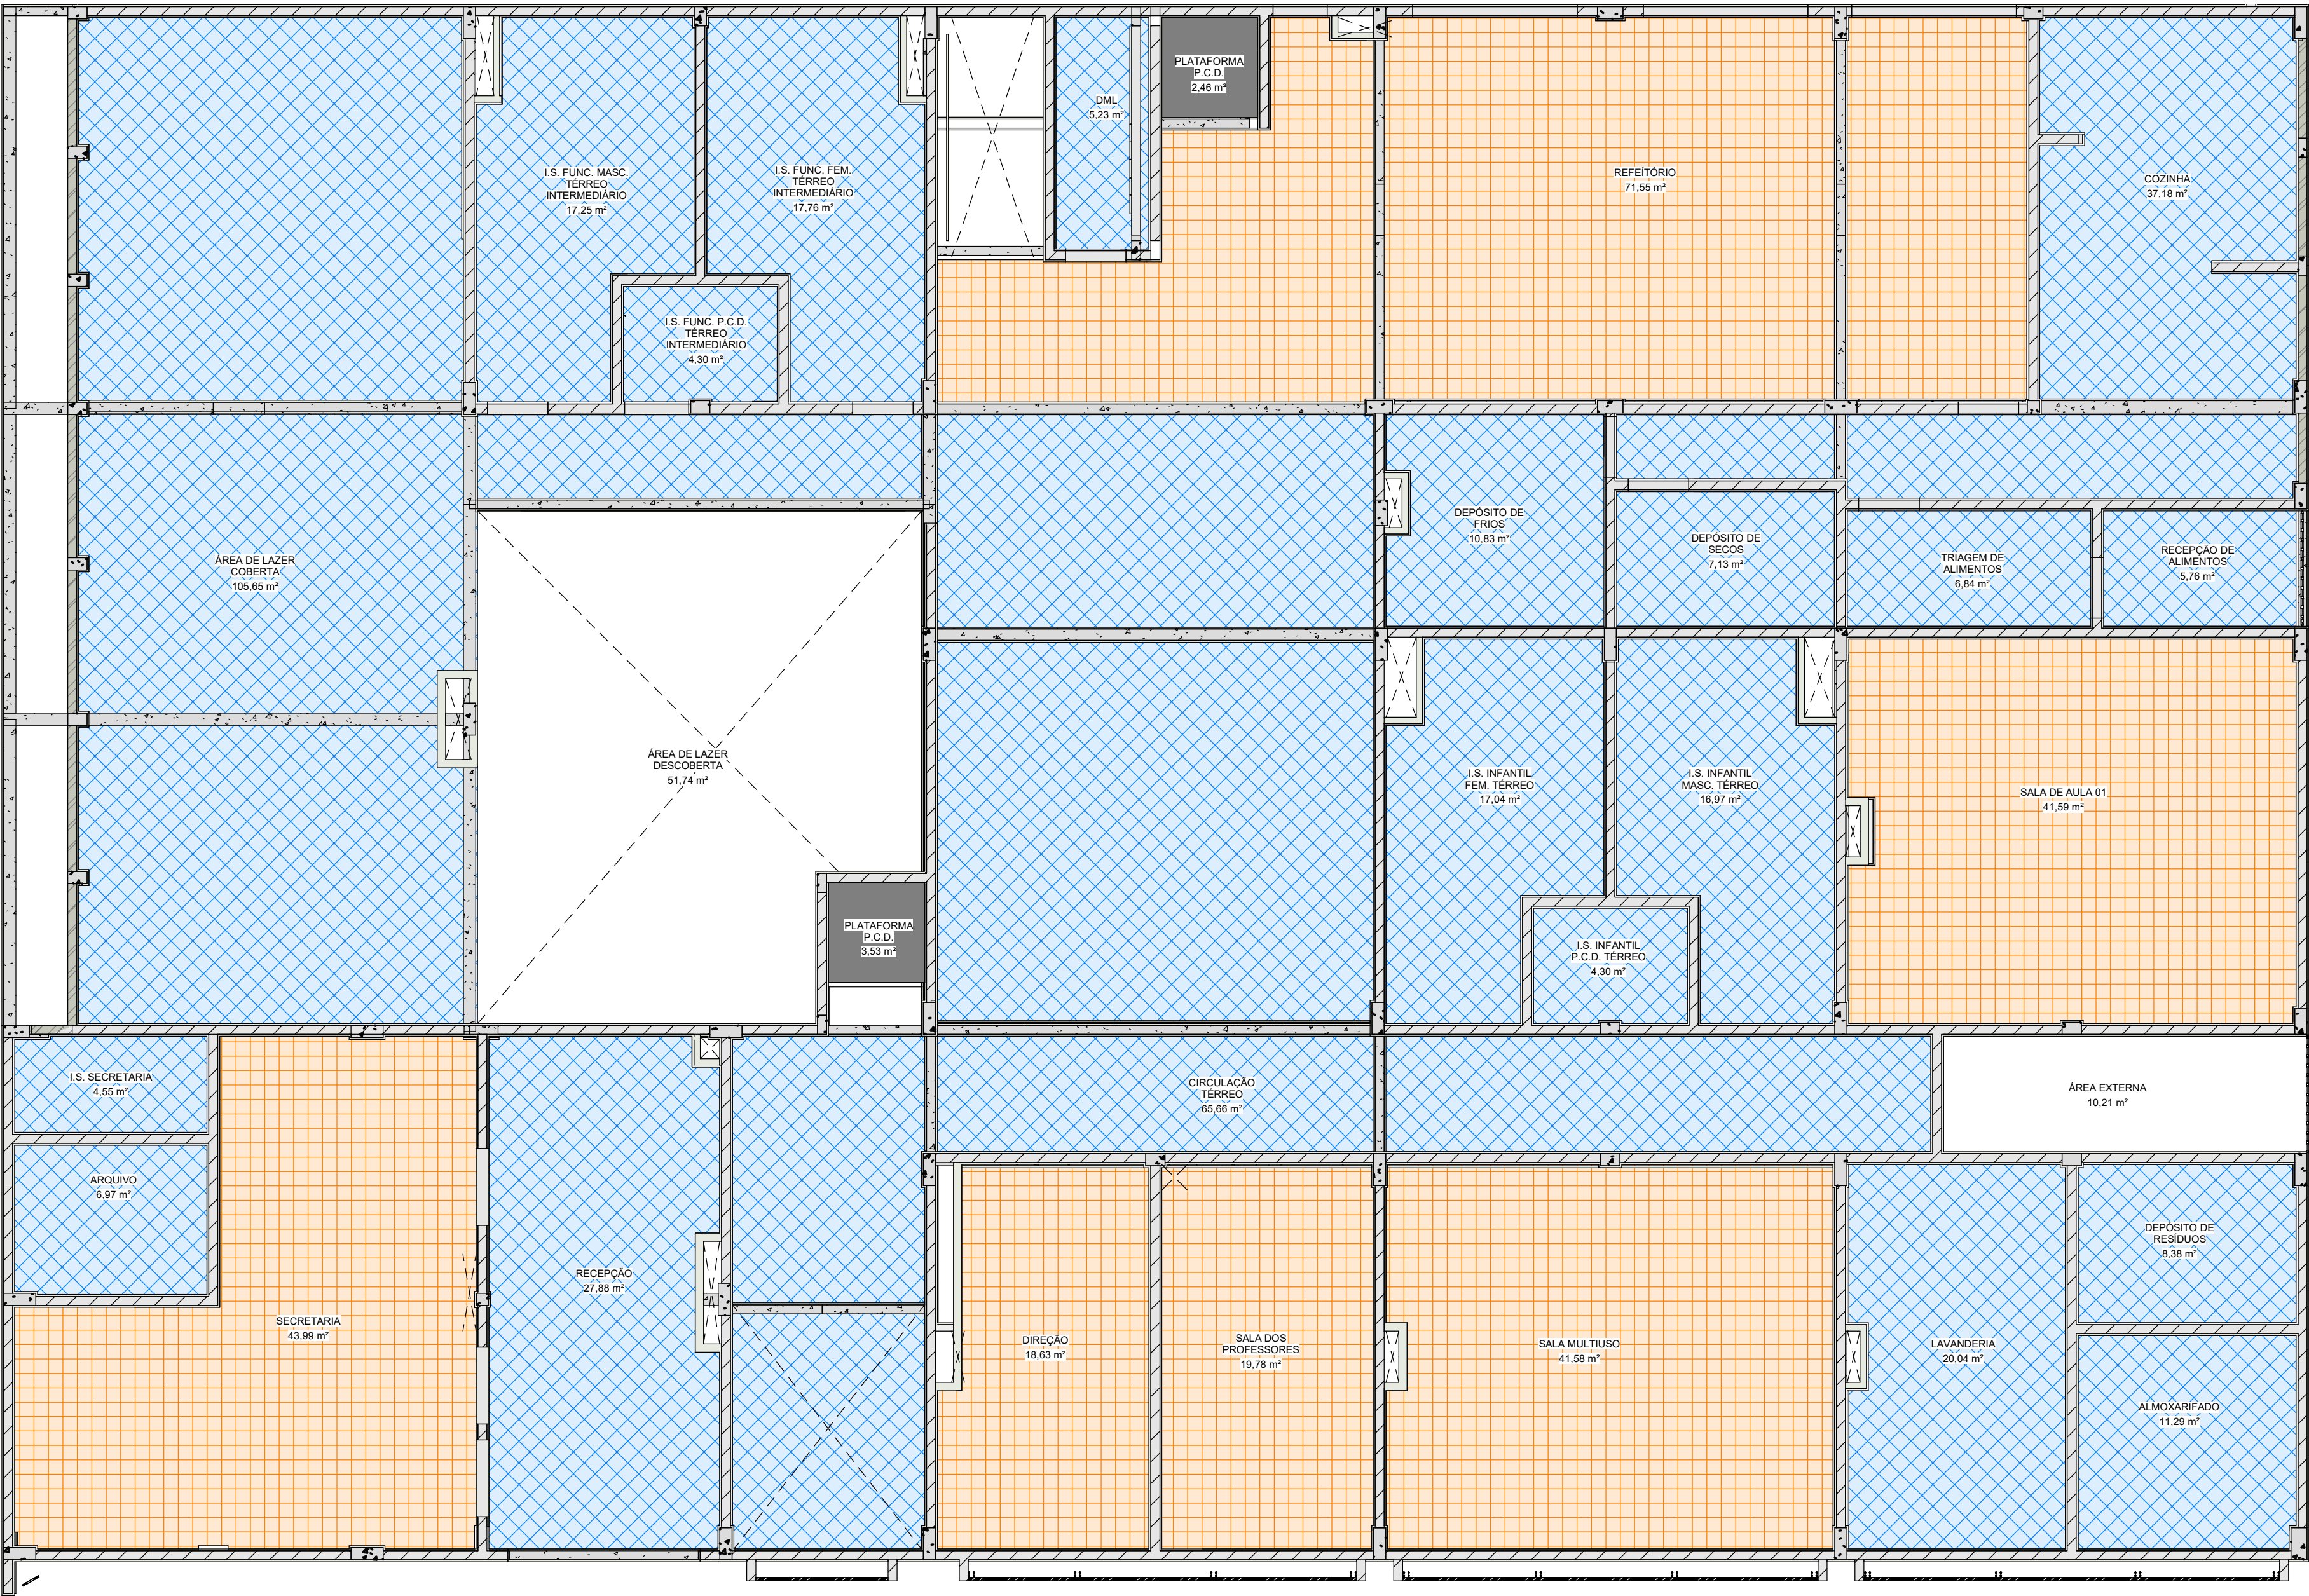 PLATAFORMA
P.C.D.
2,46 m²
DML
5,23 m²
I.S. FUNC. MASC.
TÉRREO
INTERMEDIÁRIO
17,25 m²
I.S. FUNC. FEM.
TÉRREO
INTERMEDIÁRIO
17,76 m²
REFEITÓRIO
71,55 m²
COZINHA
37,18 m²
I.S. FUNC. P.C.D.
TÉRREO
INTERMEDIÁRIO
4,30 m²
ÁREA DE LAZER
COBERTA
105,65 m²
DEPÓSITO DE
FRIOS
10,83 m²
DEPÓSITO DE
SECOS
7,13 m²
TRIAGEM DE
ALIMENTOS
6,84 m²
RECEPÇÃO DE
ALIMENTOS
5,76 m²
ÁREA DE LAZER
DESCOBERTA
51,74 m²
I.S. INFANTIL
FEM. TÉRREO
17,04 m²
I.S. INFANTIL
MASC. TÉRREO
16,97 m²
SALA DE AULA 01
41,59 m²
PLATAFORMA
P.C.D.
3,53 m²
I.S. INFANTIL
P.C.D. TÉRREO
4,30 m²
I.S. SECRETARIA
4,55 m²
CIRCULAÇÃO
TÉRREO
65,66 m²
ÁREA EXTERNA
10,21 m²
ARQUIVO
6,97 m²
RECEPÇÃO
27,88 m²
DEPÓSITO DE
RESÍDUOS
8,38 m²
SECRETARIA
43,99 m²
DIREÇÃO
18,63 m²
SALA DOS
PROFESSORES
19,78 m²
SALA MULTIUSO
41,58 m²
LAVANDERIA
20,04 m²
ALMOXARIFADO
11,29 m²